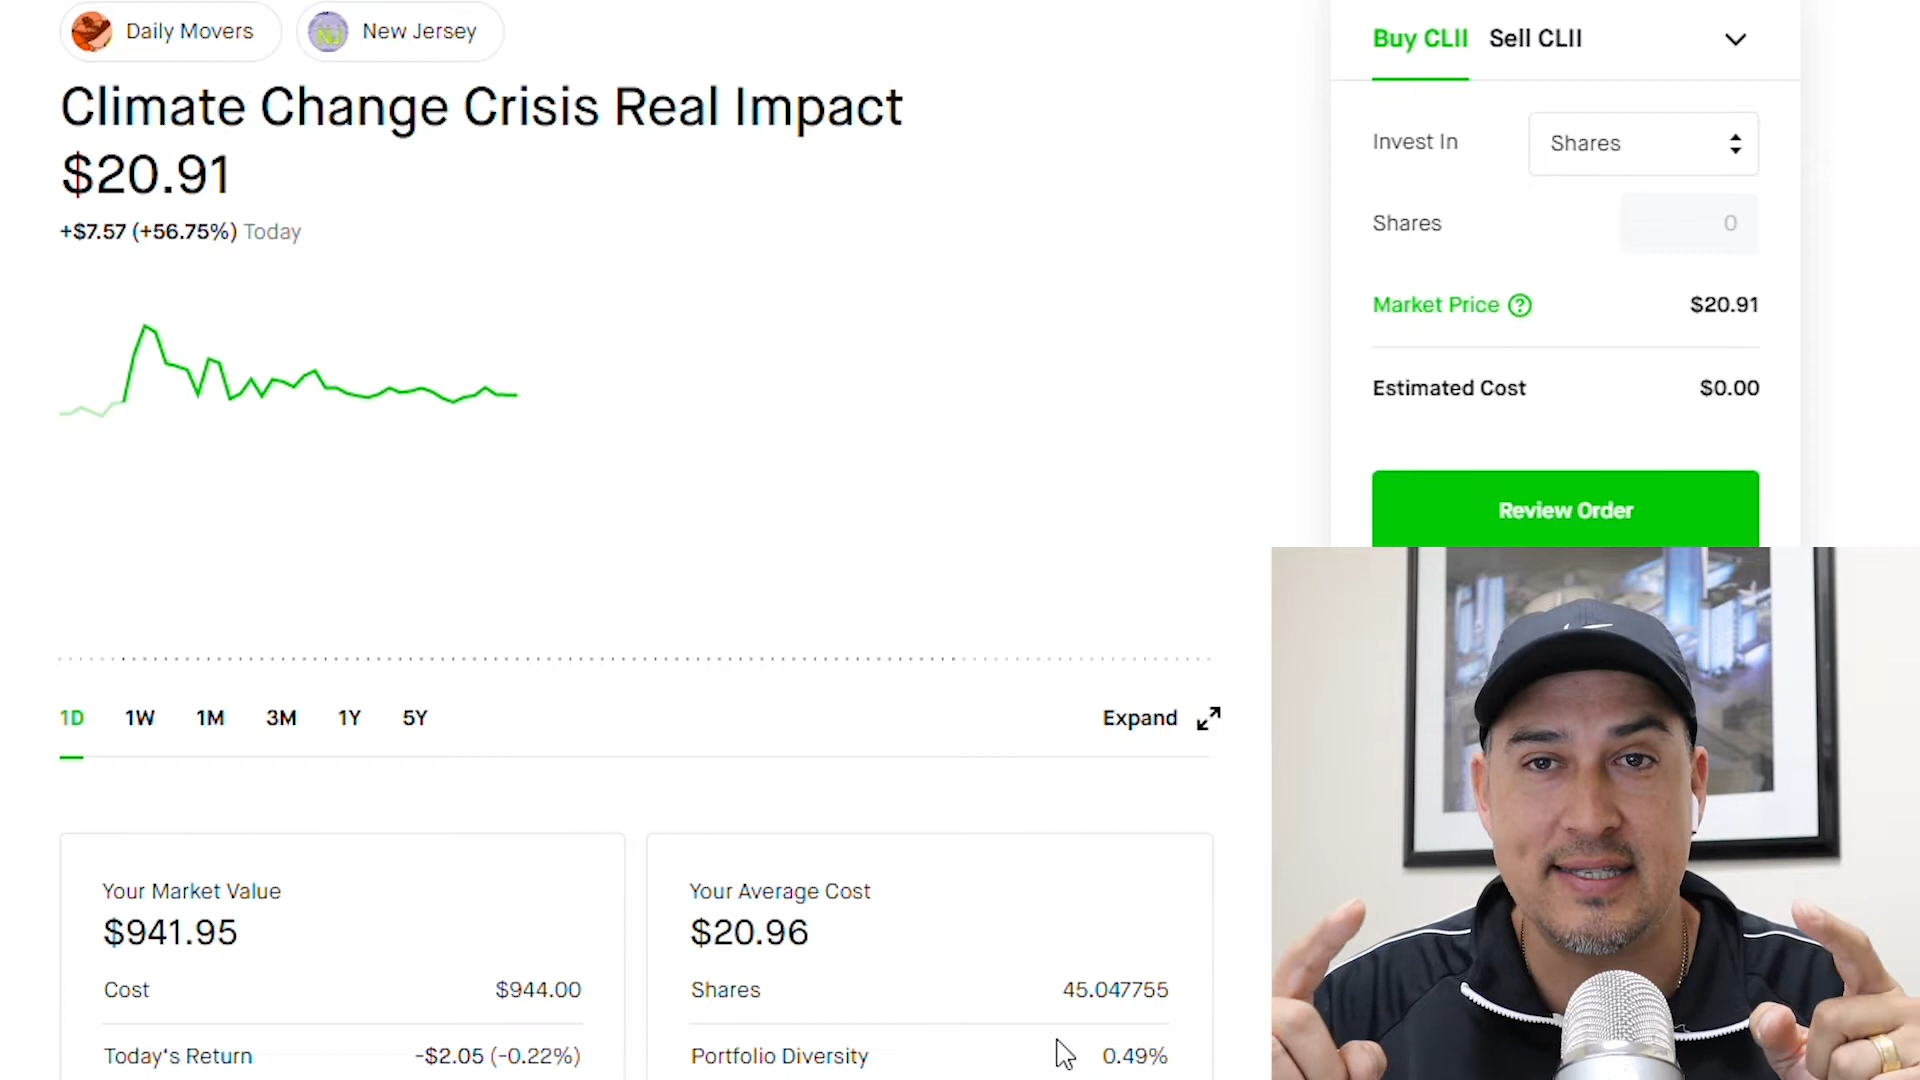 Daily Movers
New Jersey
Climate Change Crisis Real Impact
$20.91
+$7.57 (+56.75%) Today
1D 1W 1M 3M 1Y 5Y
Expand
Your Market Value
$941.95
Cost $944.00
Today's Return -$2.05 (-0.22%)
Your Average Cost
$20.96
Shares 45.047755
Portfolio Diversity 0.49%
Buy CLII Sell CLII
Invest In Shares
Shares 0
Market Price ?
$20.91
Estimated Cost $0.00
Review Order